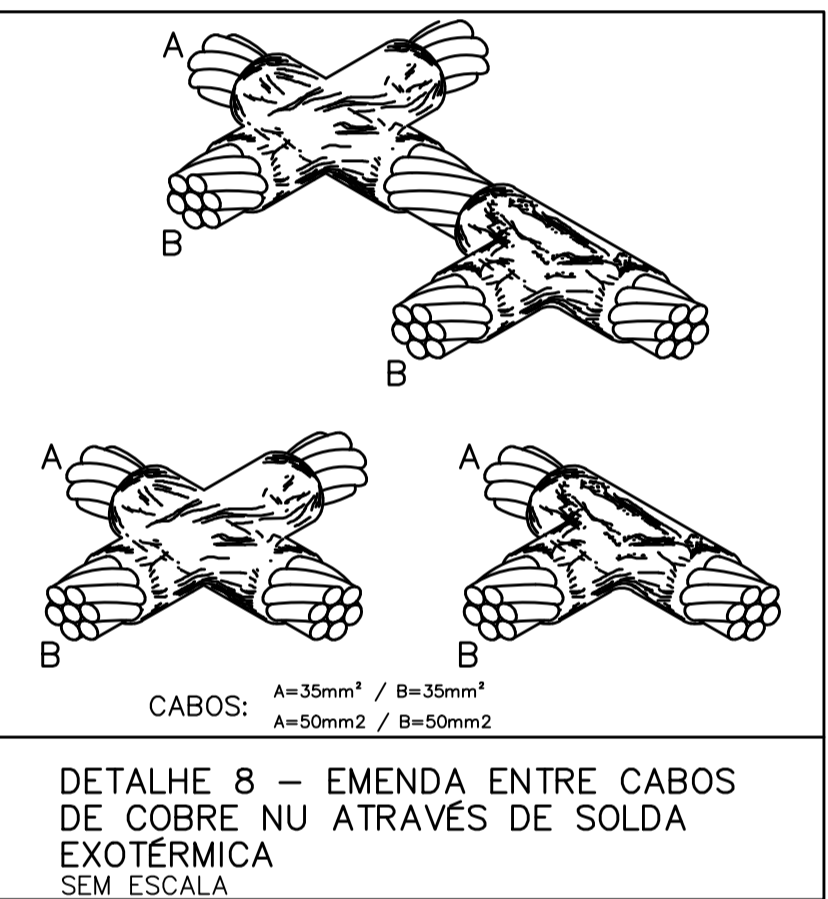 A
B
B
A
A
B
B
CABOS: A=35mm² / B=35mm²
A=50mm2 / B=50mm2
DETALHE 8 – EMENDA ENTRE CABOS
DE COBRE NU ATRAVÉS DE SOLDA
EXOTÉRMICA
SEM ESCALA